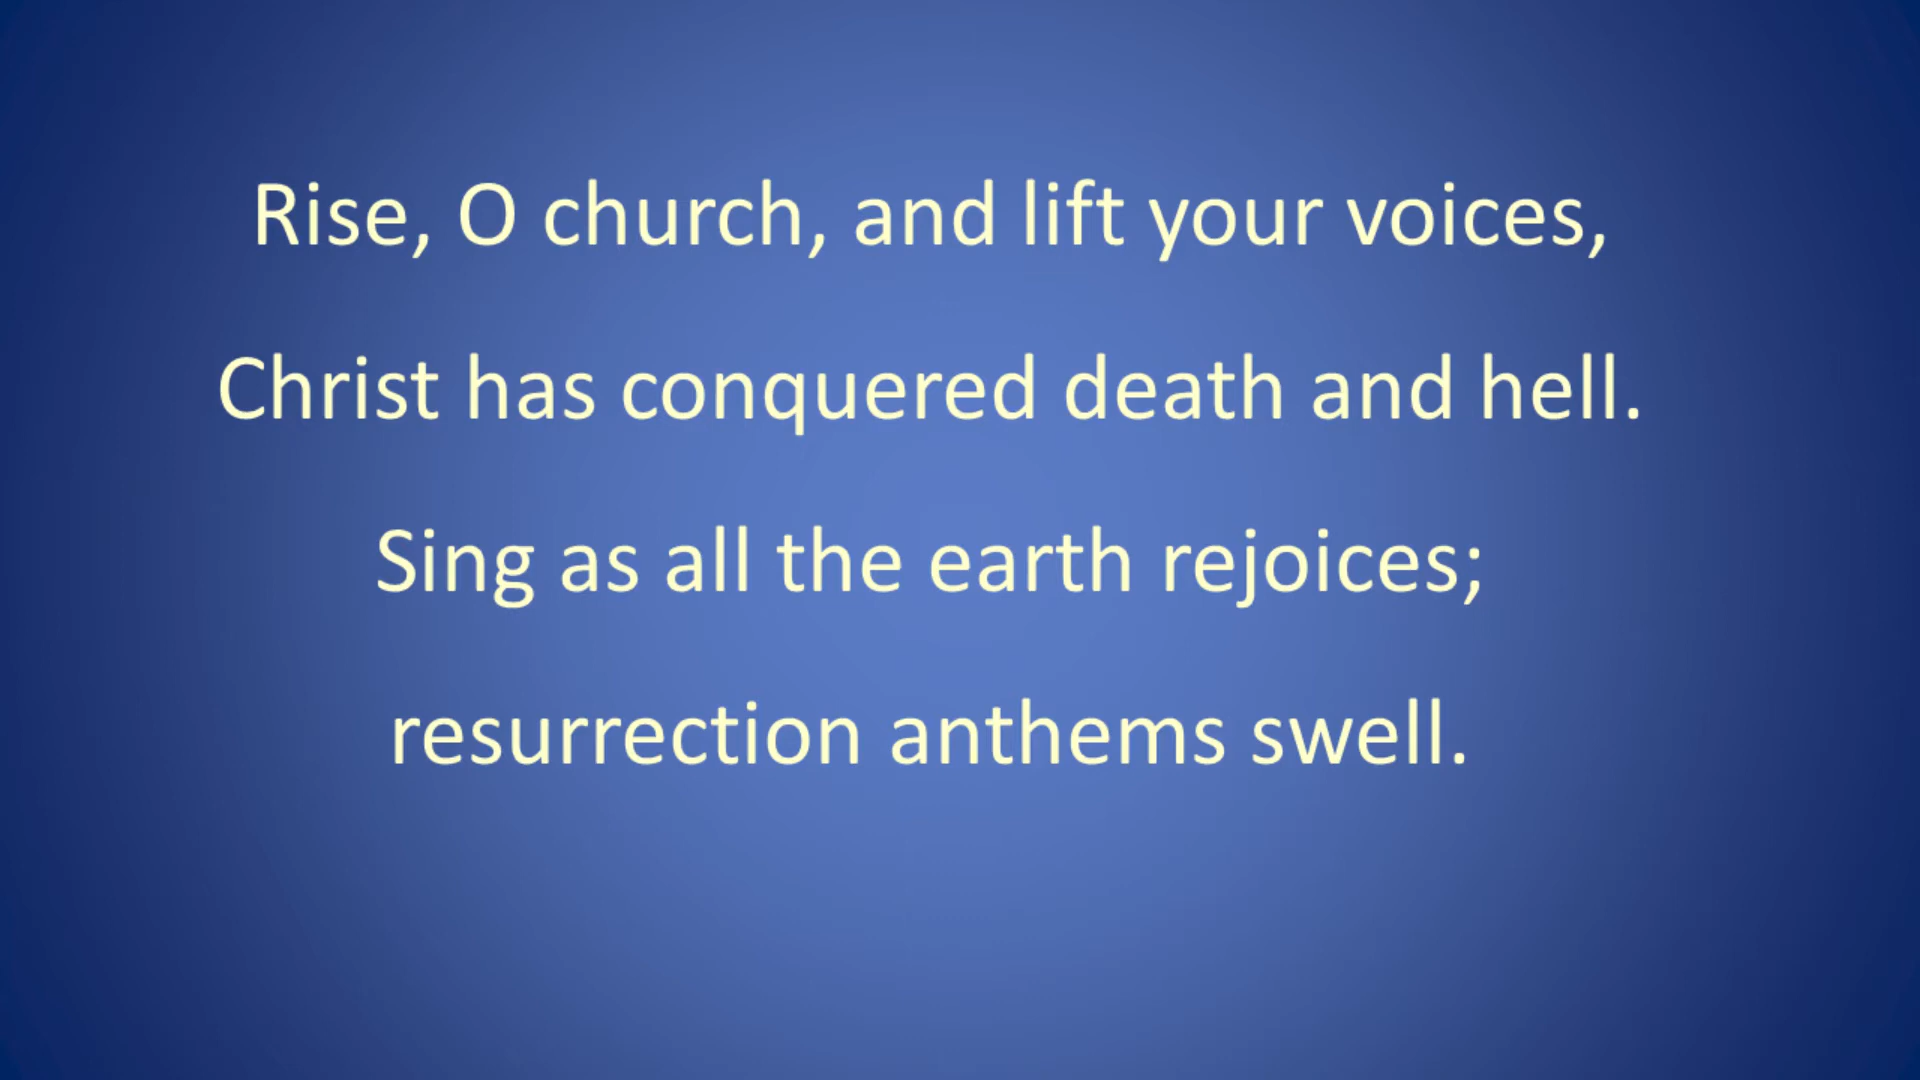 Rise, O church, and lift your voices,
Christ has conquered death and hell.
Sing as all the earth rejoices;
resurrection anthems swell.